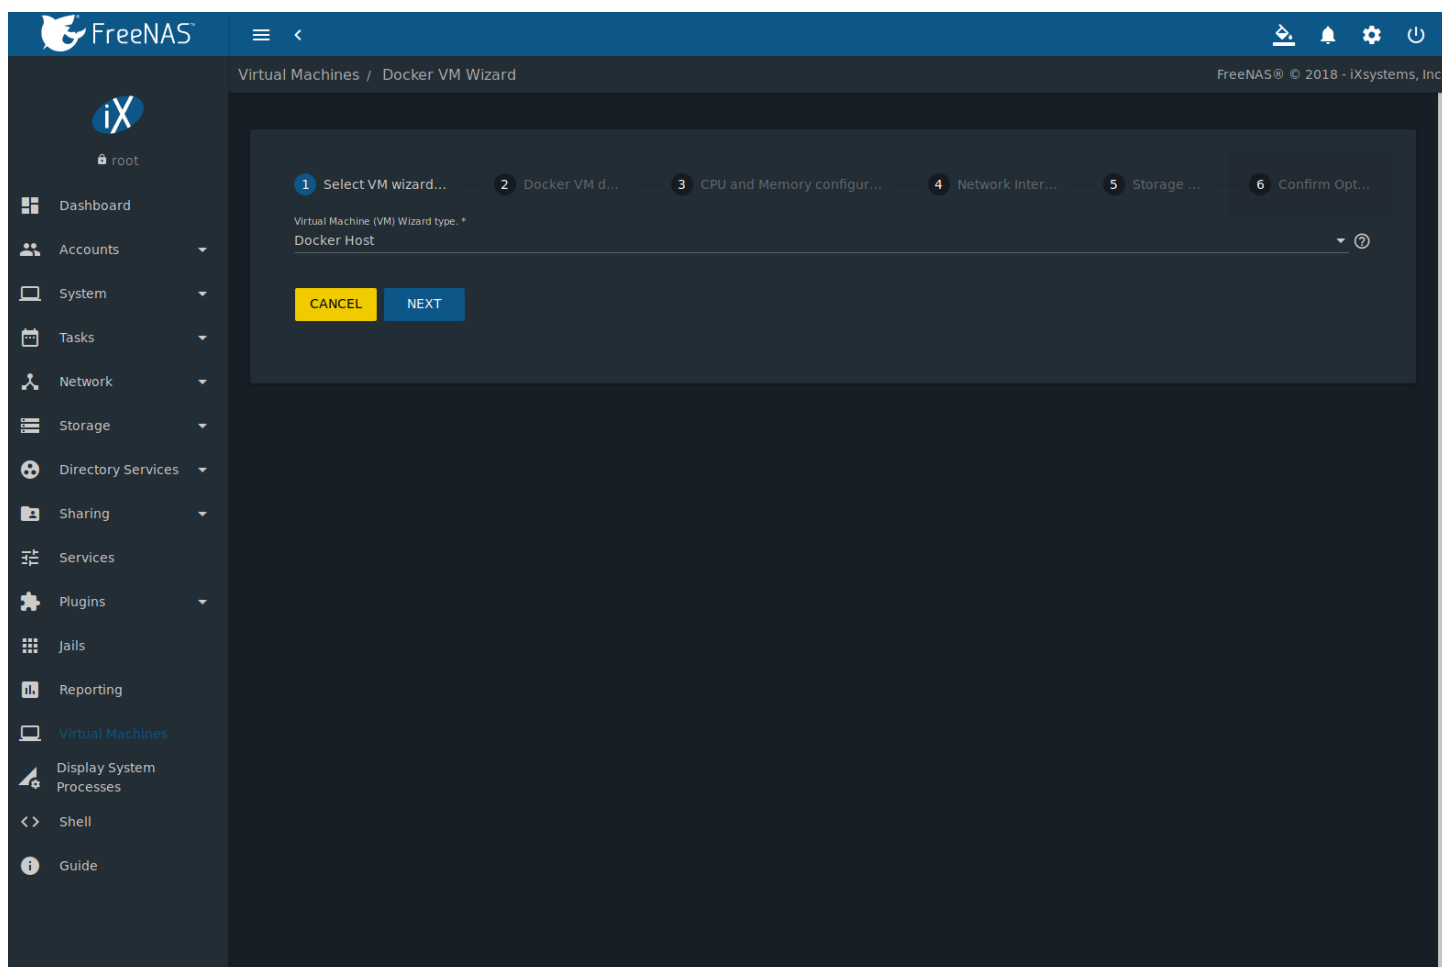 FreeNAS™
Virtual Machines / Docker VM Wizard
FreeNAS® © 2018 - iXsystems, Inc
iX
root
Dashboard
Accounts
System
Tasks
Network
Storage
Directory Services
Sharing
Services
Plugins
Jails
Reporting
Virtual Machines
Display System
Processes
Shell
Guide
1 Select VM wizard... 2 Docker VM d... 3 CPU and Memory configur... 4 Network Inter... 5 Storage ... 6 Confirm Opt...
Virtual Machine (VM) Wizard type. *
Docker Host
CANCEL NEXT